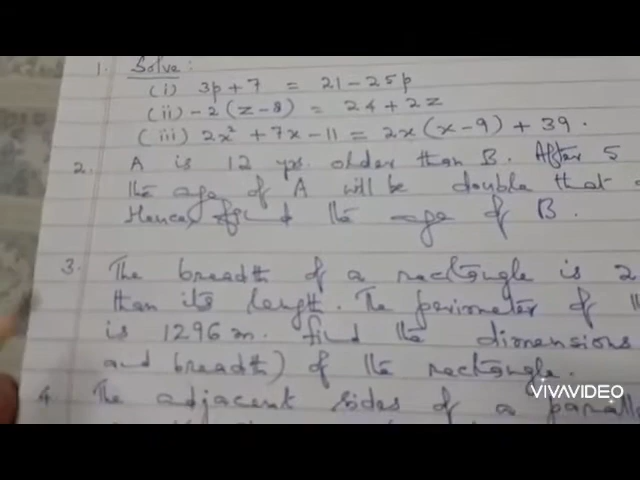 1. Solve :
(i) 3p + 7 = 21 - 25p
(ii) -2 (z - 8) = 24 + 2z
(iii) 2x² + 7x - 11 = 2x (x - 9) + 39.
2. A is 12 yrs. older than B. After 5
the age of A will be double that
Hence, find the age of B.
3. The breadth of a rectangle is 2
than its length. The perimeter of
is 1296 m. find the dimensions
and breadth) of the rectangle.
4. The adjacent sides of a parall
VIVAVIDEO